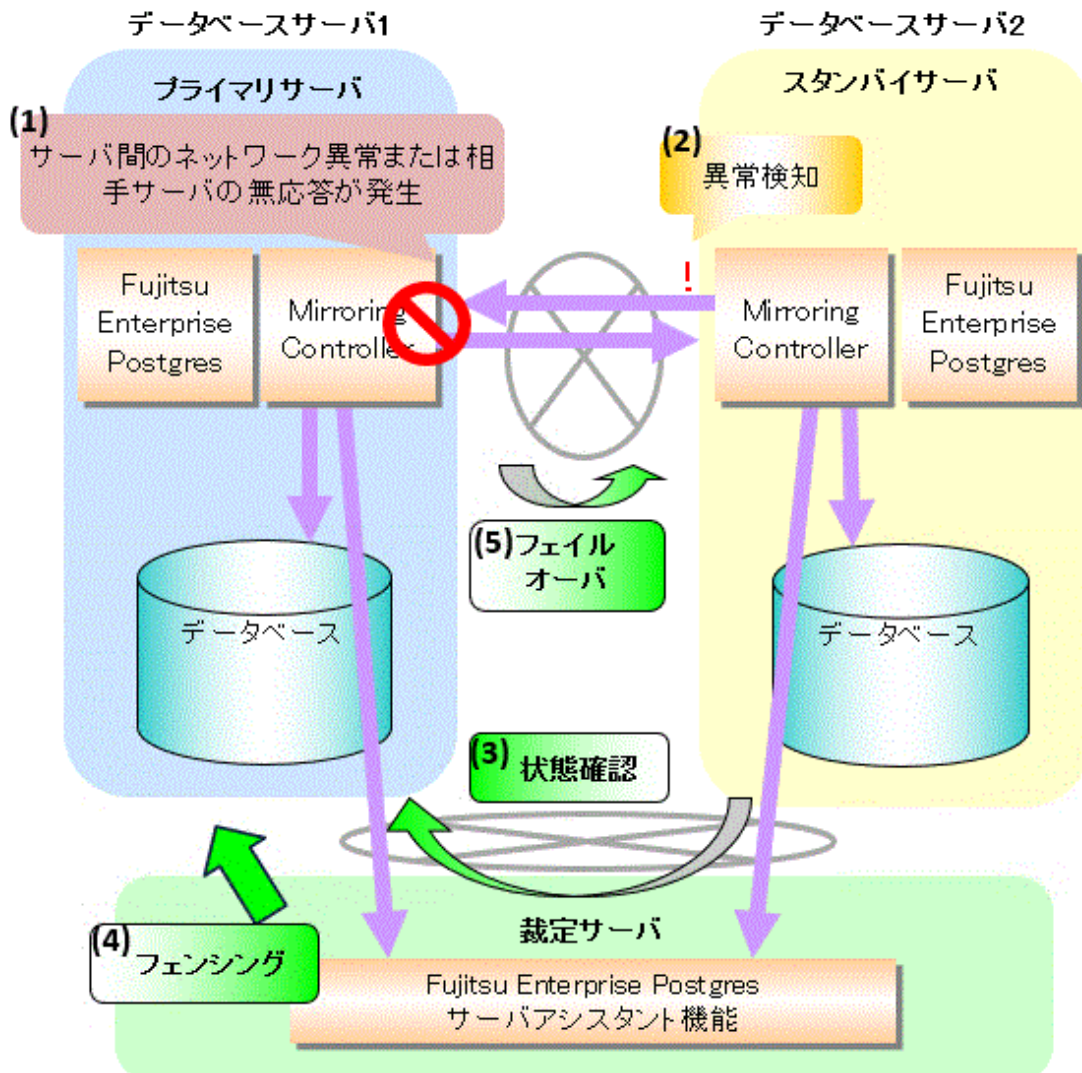 データベースサーバ1
データベースサーバ2
プライマリサーバ
スタンバイサーバ
(1)
サーバ間のネットワーク異常または相
手サーバの無応答が発生
(2)
異常検知
!
Fujitsu
Enterprise
Postgres
Mirroring
Controller
Mirroring
Controller
Fujitsu
Enterprise
Postgres
(5) フェイル
オーバ
データベース
データベース
(3) 状態確認
裁定サーバ
(4)
フェンシング
Fujitsu Enterprise Postgres
サーバアシスタント機能